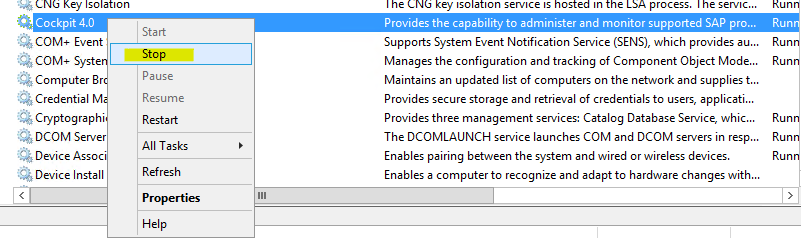 CNG Key Isolation The CNG key isolation service is hosted in the LSA process. The servic...
Cockpit 4.0 Provides the capability to administer and monitor supported SAP pro... Runn
Start
COM+ Event Supports System Event Notification Service (SENS), which provides au... Runn
Stop
COM+ System Manages the configuration and tracking of Component Object Mode... Runn
Pause
Computer Bro Maintains an updated list of computers on the network and supplies t...
Resume
Credential Ma Provides secure storage and retrieval of credentials to users, applicati...
Restart
Cryptographi Provides three management services: Catalog Database Service, whic... Runn
DCOM Server The DCOMLAUNCH service launches COM and DCOM servers in resp... Runn
All Tasks
Device Associ Enables pairing between the system and wired or wireless devices. Runn
Refresh
Device Install Enables a computer to recognize and adapt to hardware changes with...
Properties
Help